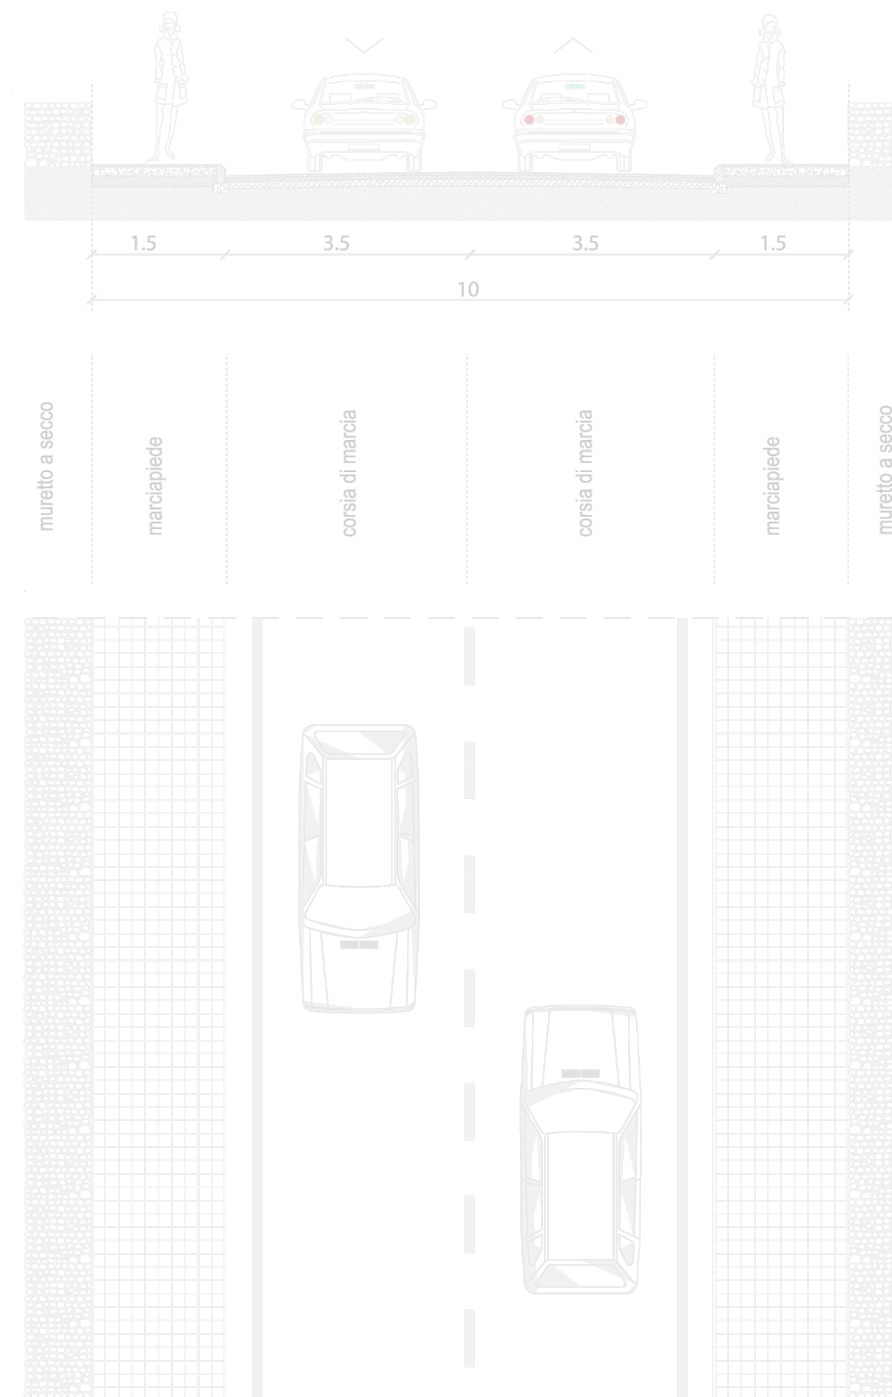 1.5 3.5 3.5 1.5
10
muretto a secco
marciapiede
corsia di marcia
corsia di marcia
marciapiede
muretto a secco